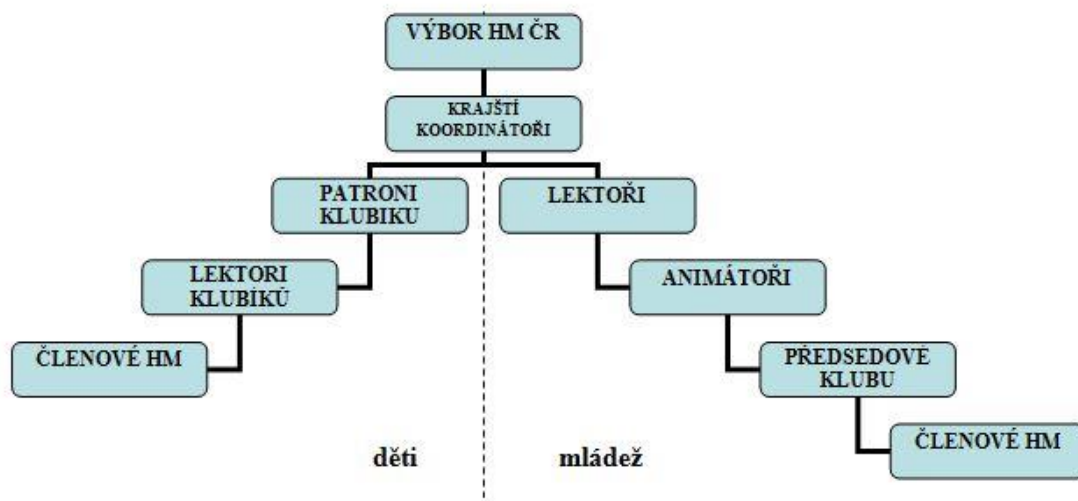 VÝBOR HM ČR
KRAJŠTÍ
KOORDINÁTOŘI
PATRONI
KLUBIKU
LEKTOŘI
LEKTORI
KLUBÍKŮ
ANIMÁTOŘI
ČLENOVÉ HM
PŘEDSEDOVÉ
KLUBU
ČLENOVÉ HM
děti
mládež